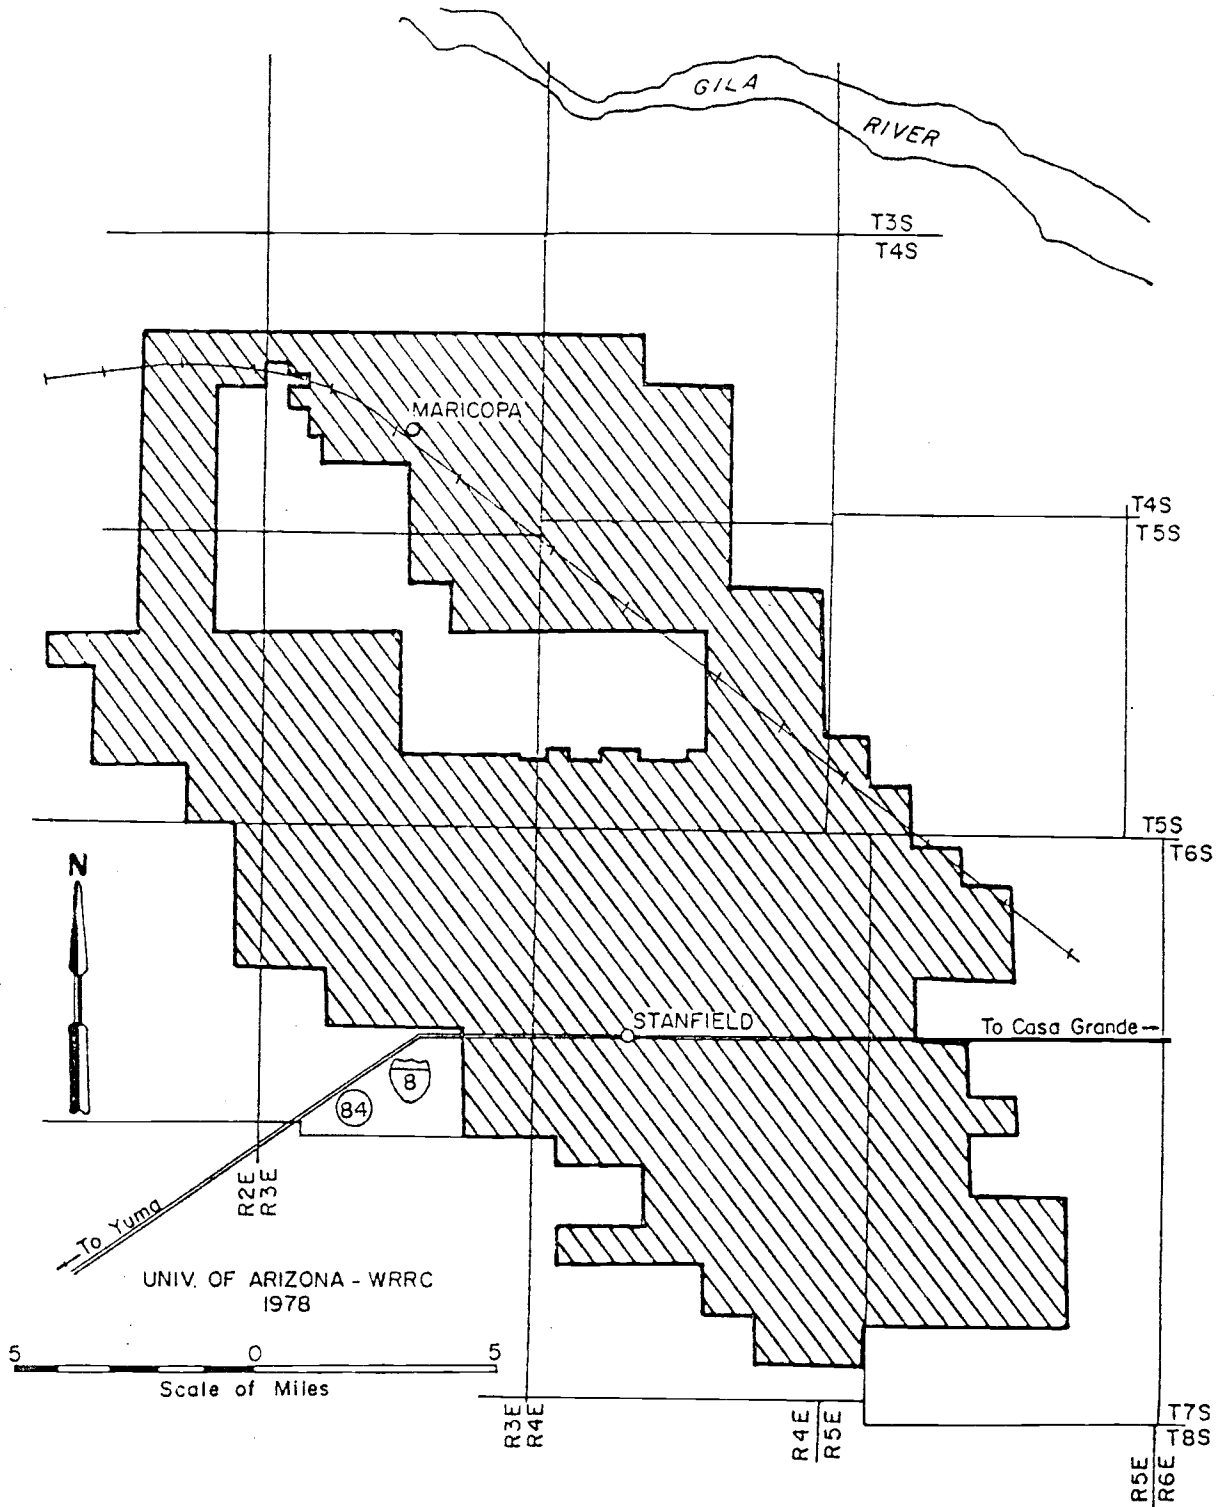 GILA
RIVER
T3S
T4S
MARICOPA
T4S
T5S
T5S
T6S
N
STANFIELD
To Casa Grande
8
84
R2E
R3E
To Yuma
UNIV. OF ARIZONA - WRRC
1978
5 0 5
Scale of Miles
R3E
R4E
R4E
R5E
T7S
T8S
R5E
R6E